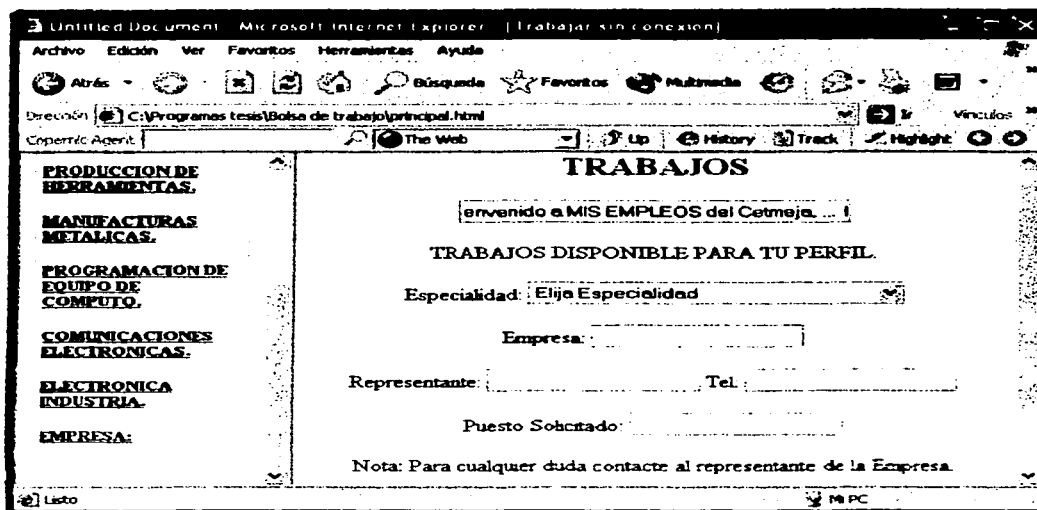 Untitled Document - Microsoft Internet Explorer - [Trabajar sin conexion]
Archivo Edición Ver Favoritos Herramientas Ayuda
Atrás Búsqueda Favoritos Multimedia
Dirección C:\Programas tesis\Bolsa de trabajo\principal.html Ir Vínculos
Copernic Agent The Web Up History Track Highlight
PRODUCCION DE
HERRAMIENTAS.
MANUFACTURAS
METALICAS.
PROGRAMACION DE
EQUIPO DE
COMPUTO.
COMUNICACIONES
ELECTRONICAS.
ELECTRONICA
INDUSTRIA.
EMPRESA:
TRABAJOS
envenido a MIS EMPLEOS del Cetmeja, ... !
TRABAJOS DISPONIBLE PARA TU PERFIL.
Especialidad: Elija Especialidad
Empresa:
Representante: Tel.:
Puesto Solicitado:
Nota: Para cualquier duda contacte al representante de la Empresa.
Listo Mi PC